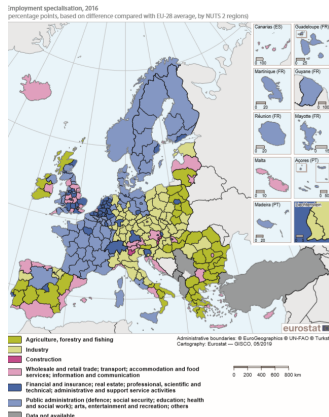 Employment specialisation, 2016
(percentage points, based on difference compared with EU-28 average, by NUTS 2 regions)
Canarias (ES)
Guadeloupe (FR)
Martinique (FR)
Guyane (FR)
Réunion (FR)
Mayotte (FR)
Malta
Açores (PT)
Madeira (PT)
Liechtenstein
eurostat
Agriculture, forestry and fishing
Industry
Construction
Wholesale and retail trade; transport; accommodation and food
services; information and communication
Financial and insurance; real estate; professional, scientific and
technical; administrative and support service activities
Public administration (defence; social security; education; health
and social work); arts, entertainment and recreation; others
Data not available
Administrative boundaries: © EuroGeographics © UN-FAO © Turkstat
Cartography: Eurostat — GISCO, 05/2019
0 200 400 600 800 km